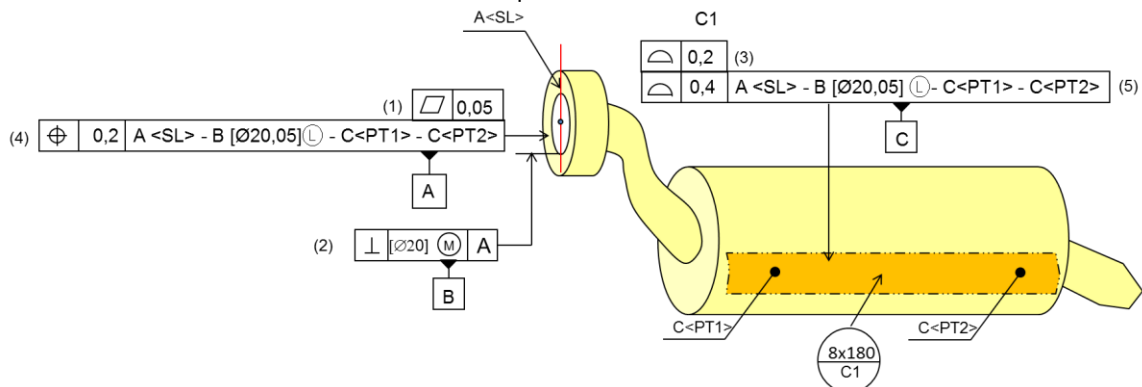 A<SL>
C1
⌓ 0,2 (3)
⌓ 0,4 A <SL> - B [Ø20,05] Ⓛ - C<PT1> - C<PT2> (5)
C
(1) ⏥ 0,05
(4) ⌖ 0,2 A <SL> - B [Ø20,05] Ⓛ - C<PT1> - C<PT2>
A
(2) ⊥ [∅20] Ⓜ A
B
C<PT1>
C<PT2>
8x180
C1